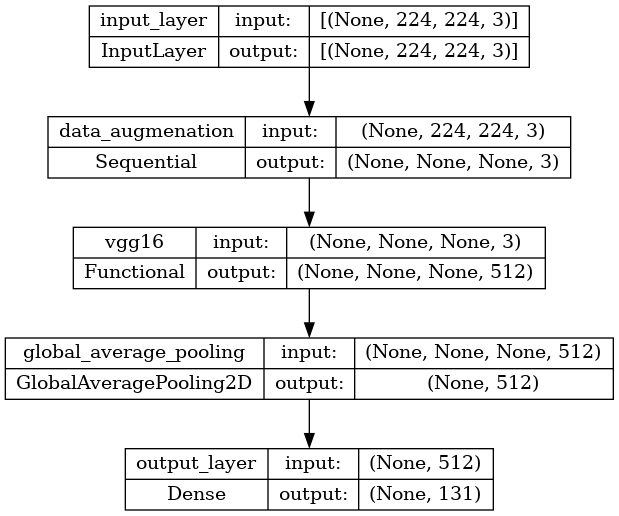 input_layer input: [(None, 224, 224, 3)]
InputLayer output: [(None, 224, 224, 3)]
data_augmenation input: (None, 224, 224, 3)
Sequential output: (None, None, None, 3)
vgg16 input: (None, None, None, 3)
Functional output: (None, None, None, 512)
global_average_pooling input: (None, None, None, 512)
GlobalAveragePooling2D output: (None, 512)
output_layer input: (None, 512)
Dense output: (None, 131)